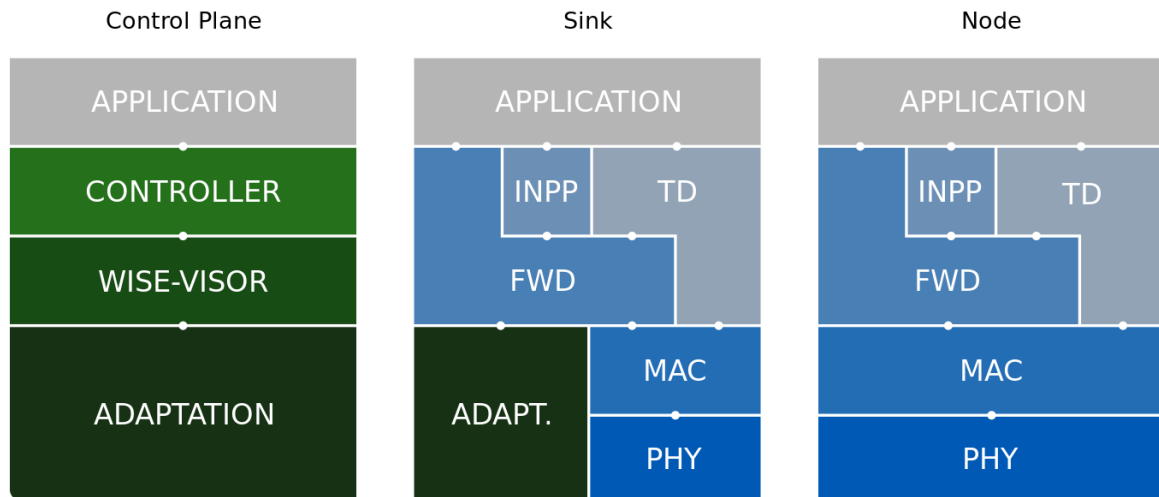 Control Plane
Sink
Node
APPLICATION
CONTROLLER
WISE-VISOR
ADAPTATION
APPLICATION
INPP
TD
FWD
ADAPT.
MAC
PHY
APPLICATION
INPP
TD
FWD
MAC
PHY